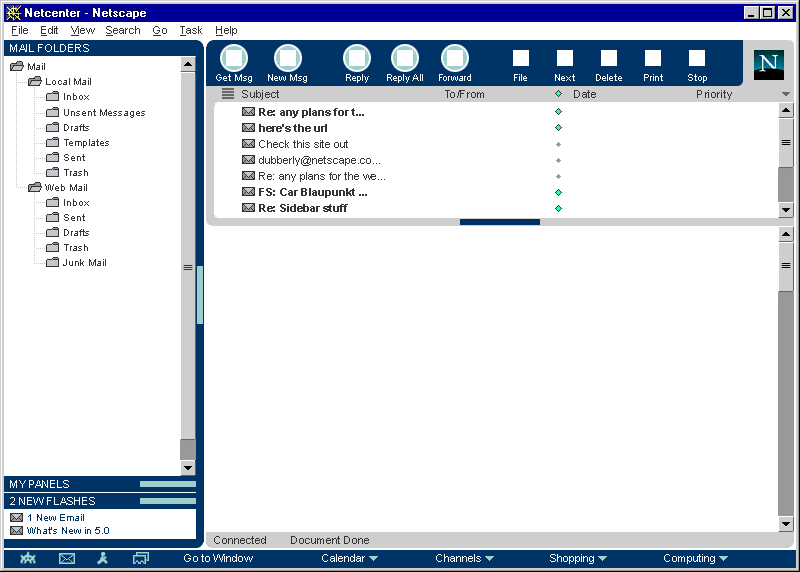 Netcenter - Netscape
File Edit View Search Go Task Help
MAIL FOLDERS
Mail
Local Mail
Inbox
Unsent Messages
Drafts
Templates
Sent
Trash
Web Mail
Inbox
Sent
Drafts
Trash
Junk Mail
MY PANELS
2 NEW FLASHES
1 New Email
What's New in 5.0
Get Msg New Msg Reply Reply All Forward File Next Delete Print Stop
N
Subject To/From Date Priority
Re: any plans for t...
here's the url
Check this site out
dubberly@netscape.co...
Re: any plans for the we...
FS: Car Blaupunkt ...
Re: Sidebar stuff
Connected Document Done
Go to Window Calendar Channels Shopping Computing